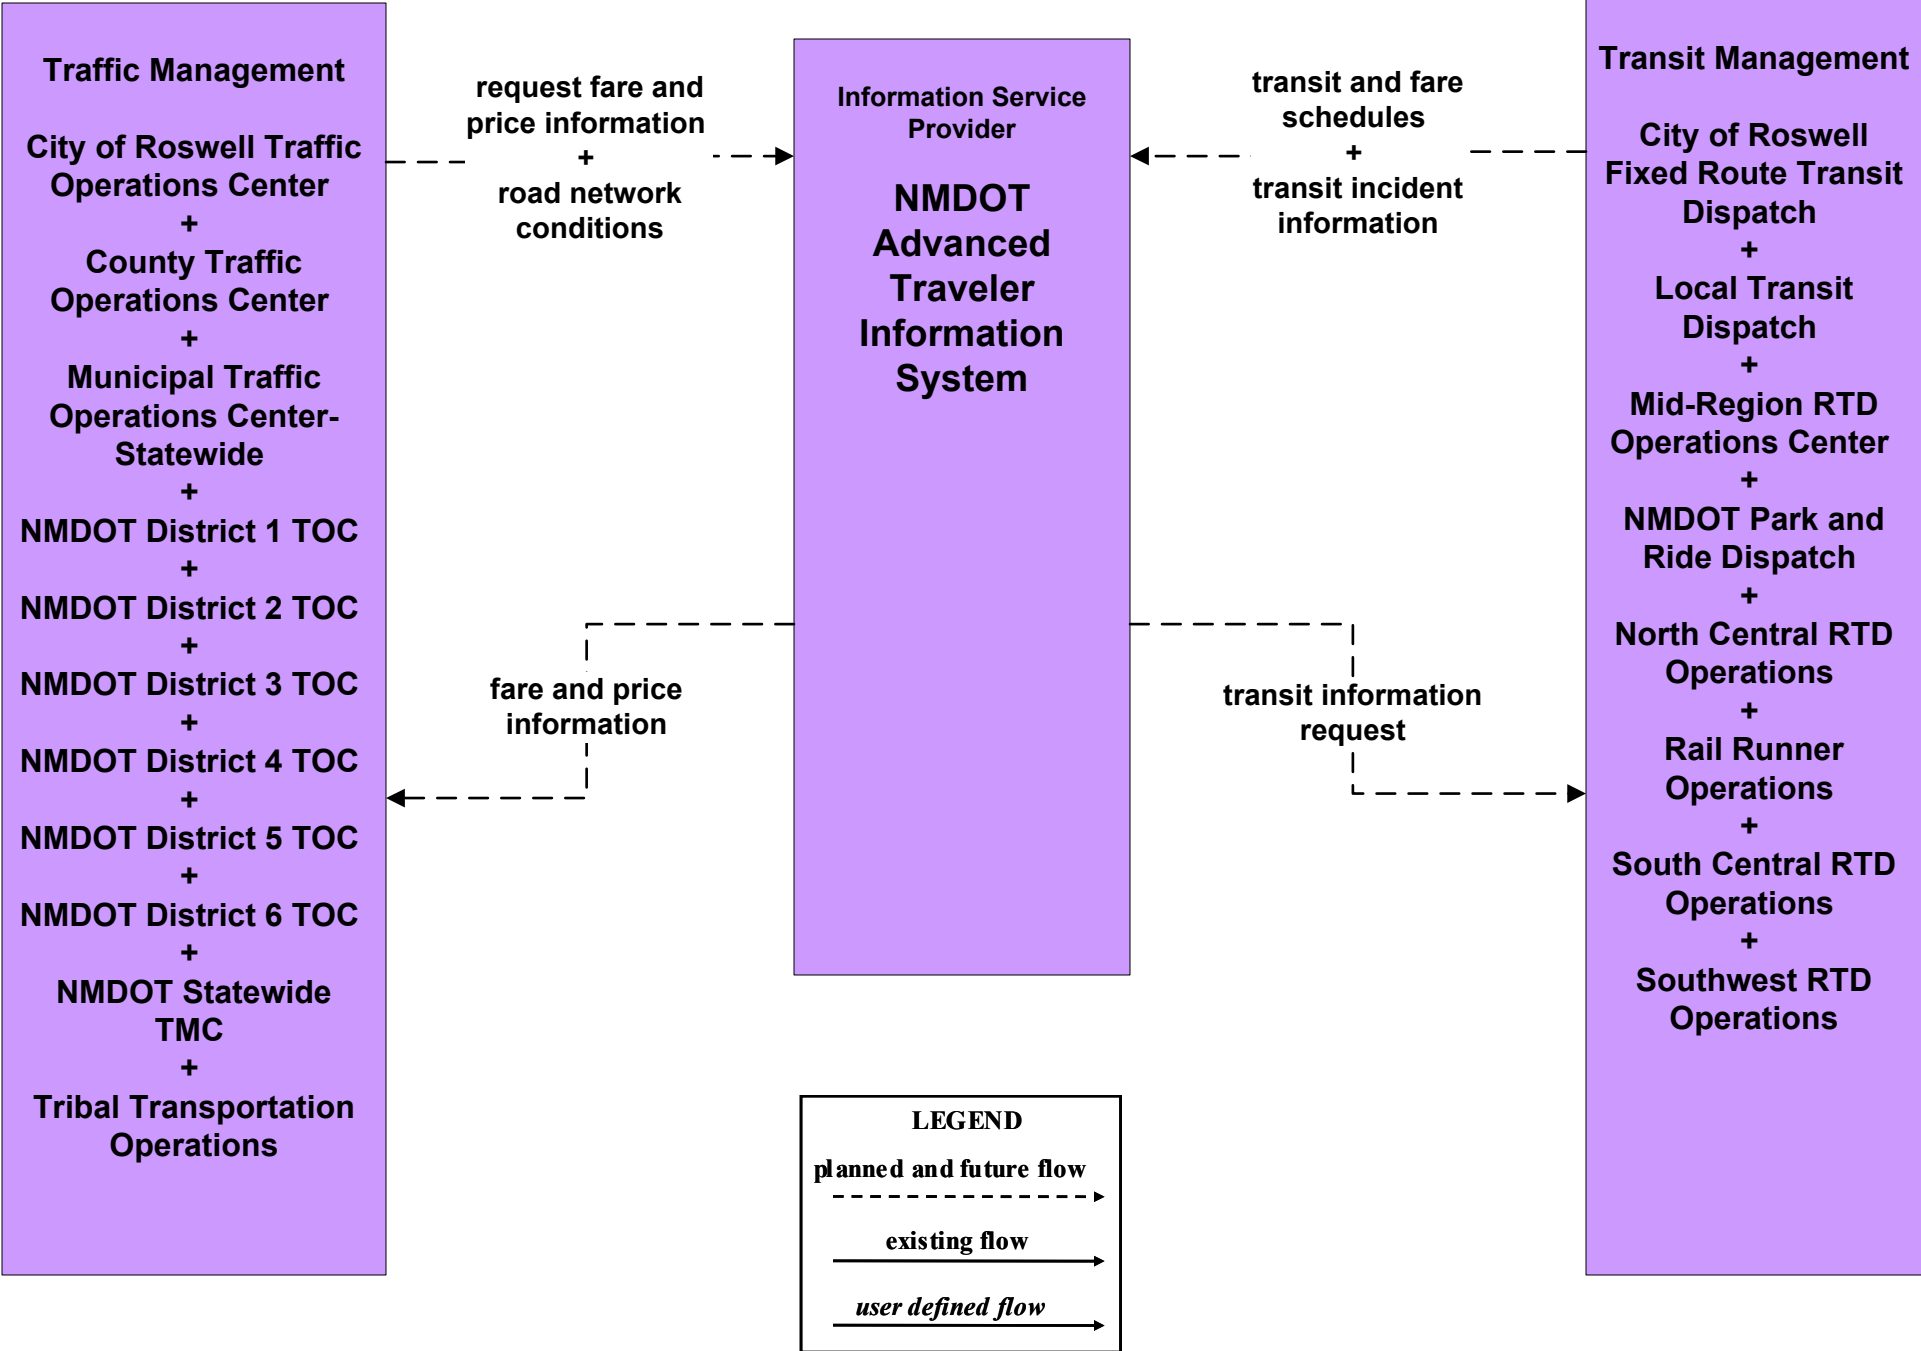 Traffic Management
City of Roswell Traffic
Operations Center
+
County Traffic
Operations Center
+
Municipal Traffic
Operations Center-
Statewide
+
NMDOT District 1 TOC
+
NMDOT District 2 TOC
+
NMDOT District 3 TOC
+
NMDOT District 4 TOC
+
NMDOT District 5 TOC
+
NMDOT District 6 TOC
+
NMDOT Statewide
TMC
+
Tribal Transportation
Operations
request fare and
price information
+
road network
conditions
fare and price
information
Information Service
Provider
NMDOT
Advanced
Traveler
Information
System
transit and fare
schedules
+
transit incident
information
transit information
request
Transit Management
City of Roswell
Fixed Route Transit
Dispatch
+
Local Transit
Dispatch
+
Mid-Region RTD
Operations Center
+
NMDOT Park and
Ride Dispatch
+
North Central RTD
Operations
+
Rail Runner
Operations
+
South Central RTD
Operations
+
Southwest RTD
Operations
LEGEND
planned and future flow
existing flow
user defined flow